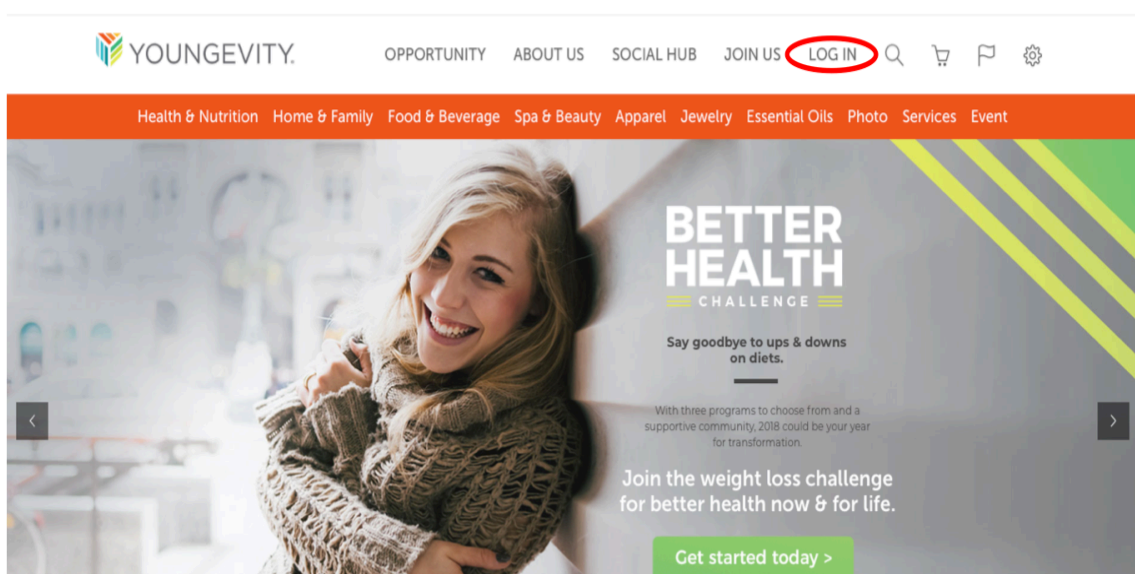 YOUNGEVITY.
OPPORTUNITY ABOUT US SOCIAL HUB JOIN US LOG IN
Health & Nutrition Home & Family Food & Beverage Spa & Beauty Apparel Jewelry Essential Oils Photo Services Event
BETTER
HEALTH
CHALLENGE
Say goodbye to ups & downs
on diets.
With three programs to choose from and a
supportive community, 2018 could be your year
for transformation.
Join the weight loss challenge
for better health now & for life.
Get started today >